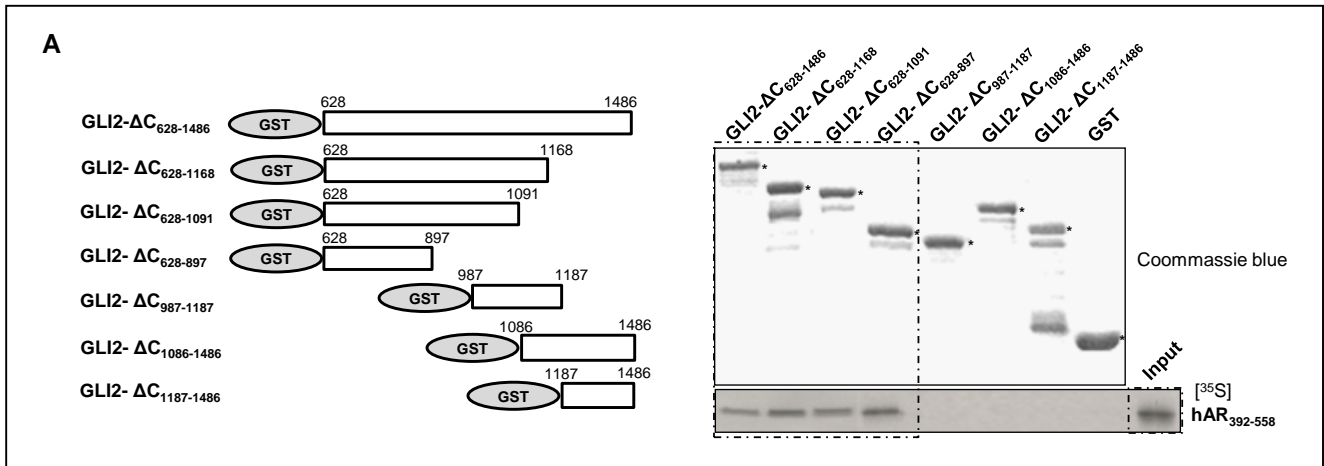 A
GLI2-ΔC628-1486
GST
628
1486
GLI2- ΔC628-1168
GST
628
1168
GLI2- ΔC628-1091
GST
628
1091
GLI2- ΔC628-897
GST
628
897
GLI2- ΔC987-1187
GST
987
1187
GLI2- ΔC1086-1486
GST
1086
1486
GLI2- ΔC1187-1486
GST
1187
1486
GLI2-ΔC628-1486
GLI2- ΔC628-1168
GLI2- ΔC628-1091
GLI2- ΔC628-897
GLI2- ΔC987-1187
GLI2- ΔC1086-1486
GLI2- ΔC1187-1486
GST
* * * * * * * *
Coommassie blue
Input
[35S]
hAR392-558